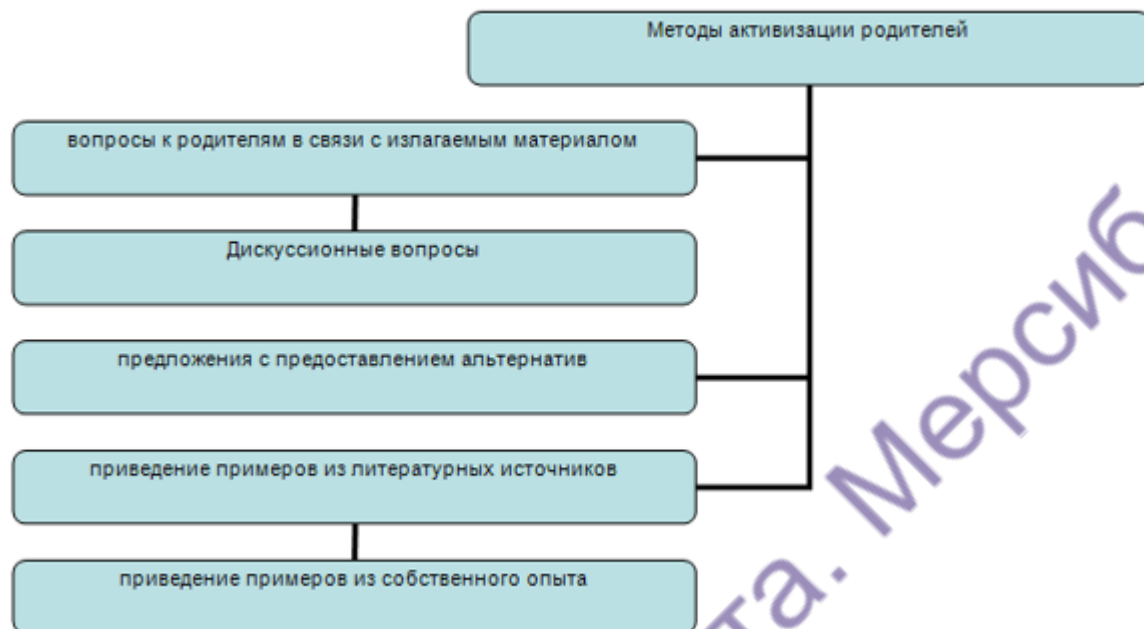 Методы активизации родителей
вопросы к родителям в связи с излагаемым материалом
Дискуссионные вопросы
предложения с предоставлением альтернатив
приведение примеров из литературных источников
приведение примеров из собственного опыта
Мерсиб